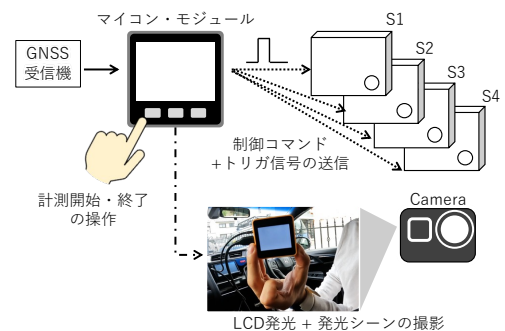 マイコン・モジュール
GNSS
受信機
S1
S2
S3
S4
制御コマンド
+トリガ信号の送信
計測開始・終了
の操作
Camera
LCD発光 + 発光シーンの撮影